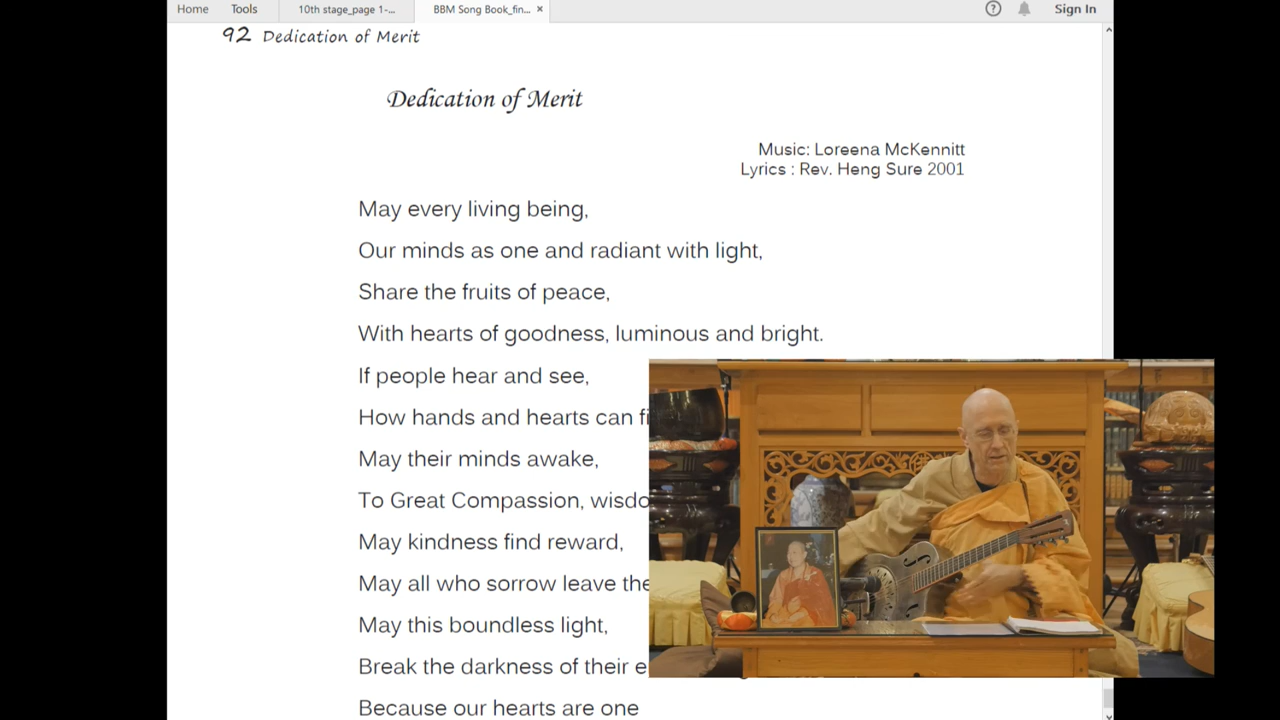 Home Tools 10th stage_page 1-... BBM Song Book_fin... × ? Sign In
92 Dedication of Merit
Dedication of Merit
Music: Loreena McKennitt
Lyrics : Rev. Heng Sure 2001
May every living being,
Our minds as one and radiant with light,
Share the fruits of peace,
With hearts of goodness, luminous and bright.
If people hear and see,
How hands and hearts can
May their minds awake,
To Great Compassion,
May kindness find reward,
May all who sorrow leave
May this boundless light,
Break the darkness of their
Because our hearts are one